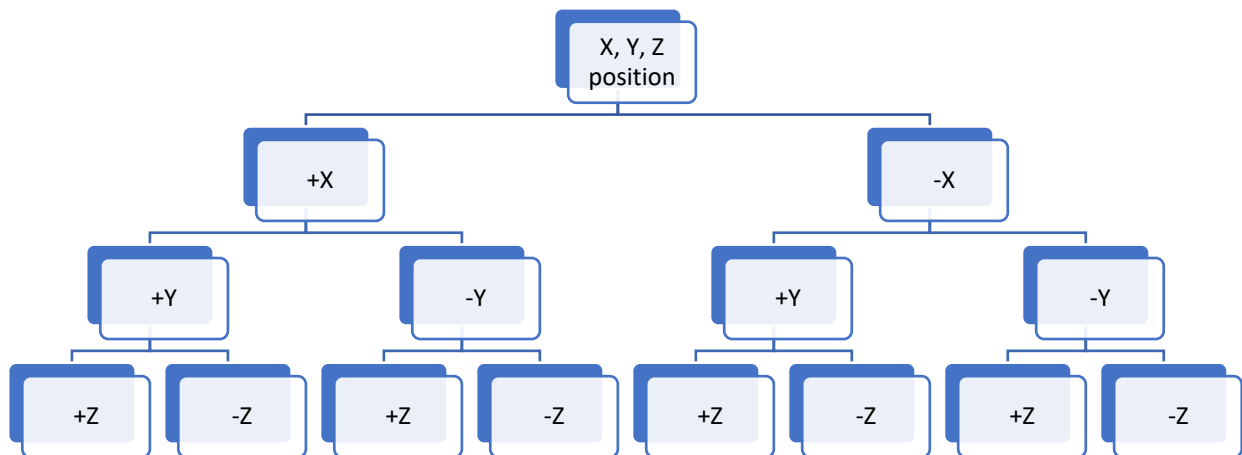 X, Y, Z
position
+X
-X
+Y
-Y
+Y
-Y
+Z
-Z
+Z
-Z
+Z
-Z
+Z
-Z